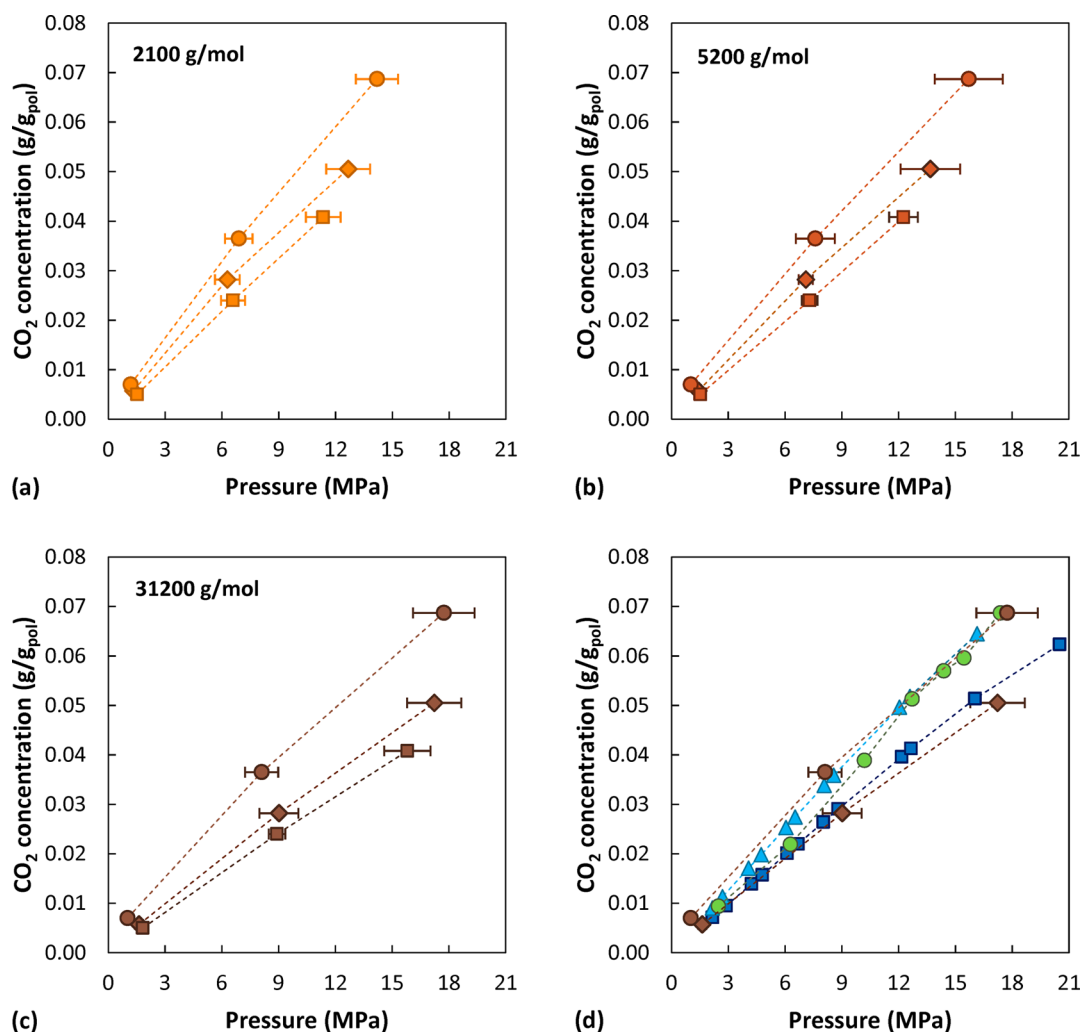 2100 g/mol
CO2 concentration (g/gpol)
0.08
0.07
0.06
0.05
0.04
0.03
0.02
0.01
0.00
0 3 6 9 12 15 18 21
Pressure (MPa)
(a)
5200 g/mol
CO2 concentration (g/gpol)
0.08
0.07
0.06
0.05
0.04
0.03
0.02
0.01
0.00
0 3 6 9 12 15 18 21
Pressure (MPa)
(b)
31200 g/mol
CO2 concentration (g/gpol)
0.08
0.07
0.06
0.05
0.04
0.03
0.02
0.01
0.00
0 3 6 9 12 15 18 21
Pressure (MPa)
(c)
CO2 concentration (g/gpol)
0.08
0.07
0.06
0.05
0.04
0.03
0.02
0.01
0.00
0 3 6 9 12 15 18 21
Pressure (MPa)
(d)